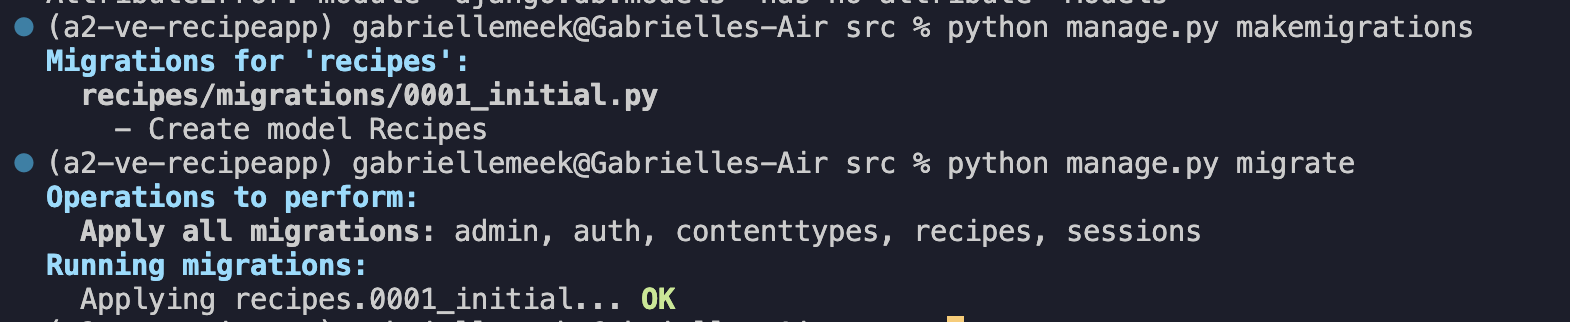 (a2-ve-recipeapp) gabriellemeek@Gabrielles-Air src % python manage.py makemigrations
Migrations for 'recipes':
recipes/migrations/0001_initial.py
- Create model Recipes
(a2-ve-recipeapp) gabriellemeek@Gabrielles-Air src % python manage.py migrate
Operations to perform:
Apply all migrations: admin, auth, contenttypes, recipes, sessions
Running migrations:
Applying recipes.0001_initial... OK